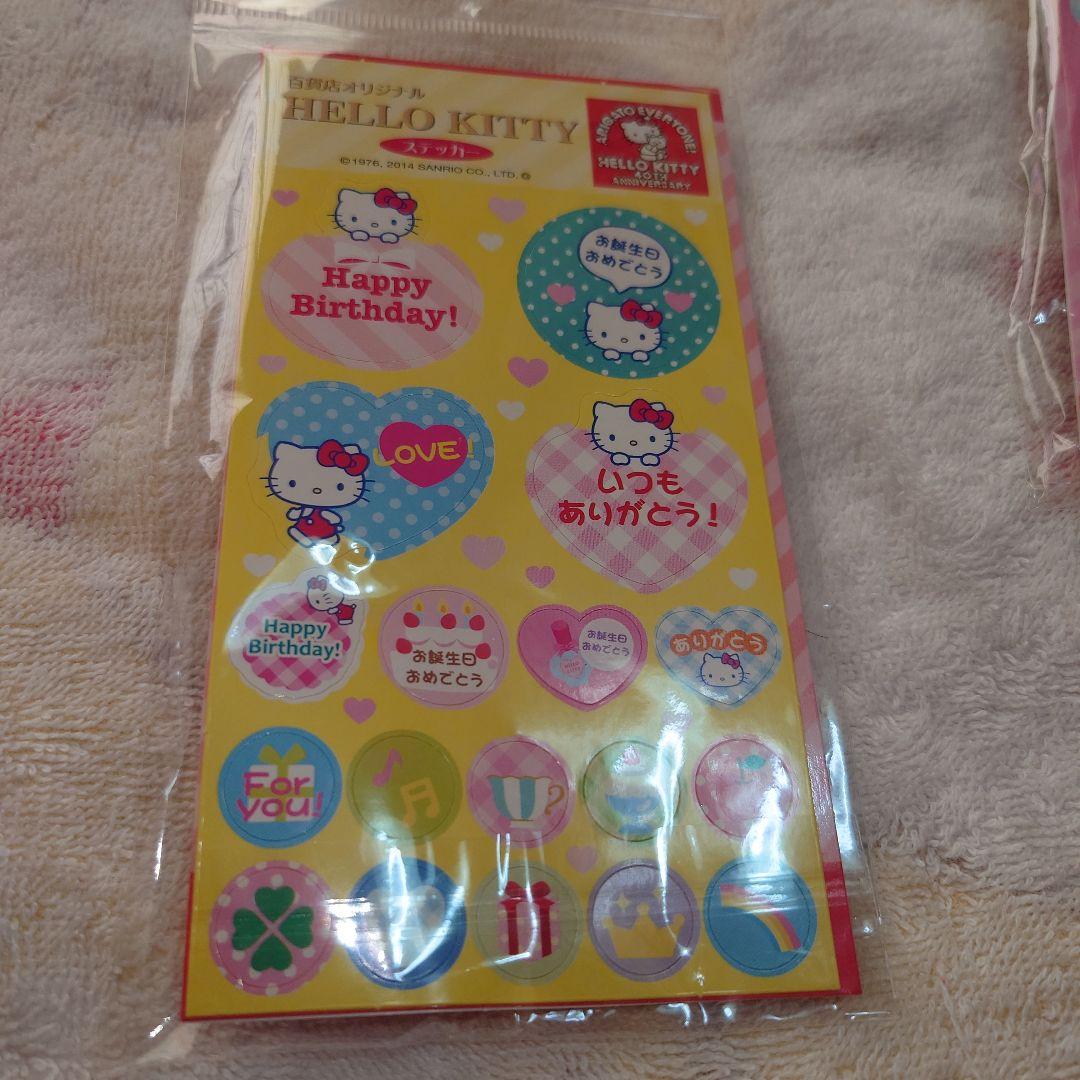 百貨店オリジナル
HELLO KITTY
ステッカー
©1976, 2014 SANRIO CO., LTD.
ARIGATO EVERYONE!
HELLO KITTY
40TH
ANNIVERSARY
Happy
Birthday!
お誕生日
おめでとう
LOVE!
いつも
ありがとう!
Happy
Birthday!
お誕生日
おめでとう
お誕生日
おめでとう
ありがとう
For
you!